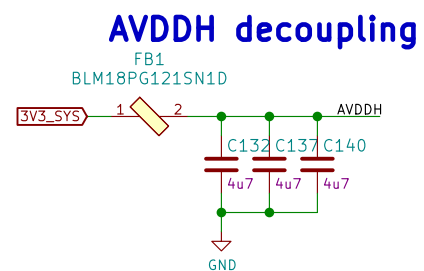 AVDDH decoupling
FB1
BLM18PG121SN1D
3V3_SYS 1 2 AVDDH
C132 C137 C140
4u7 4u7 4u7
GND